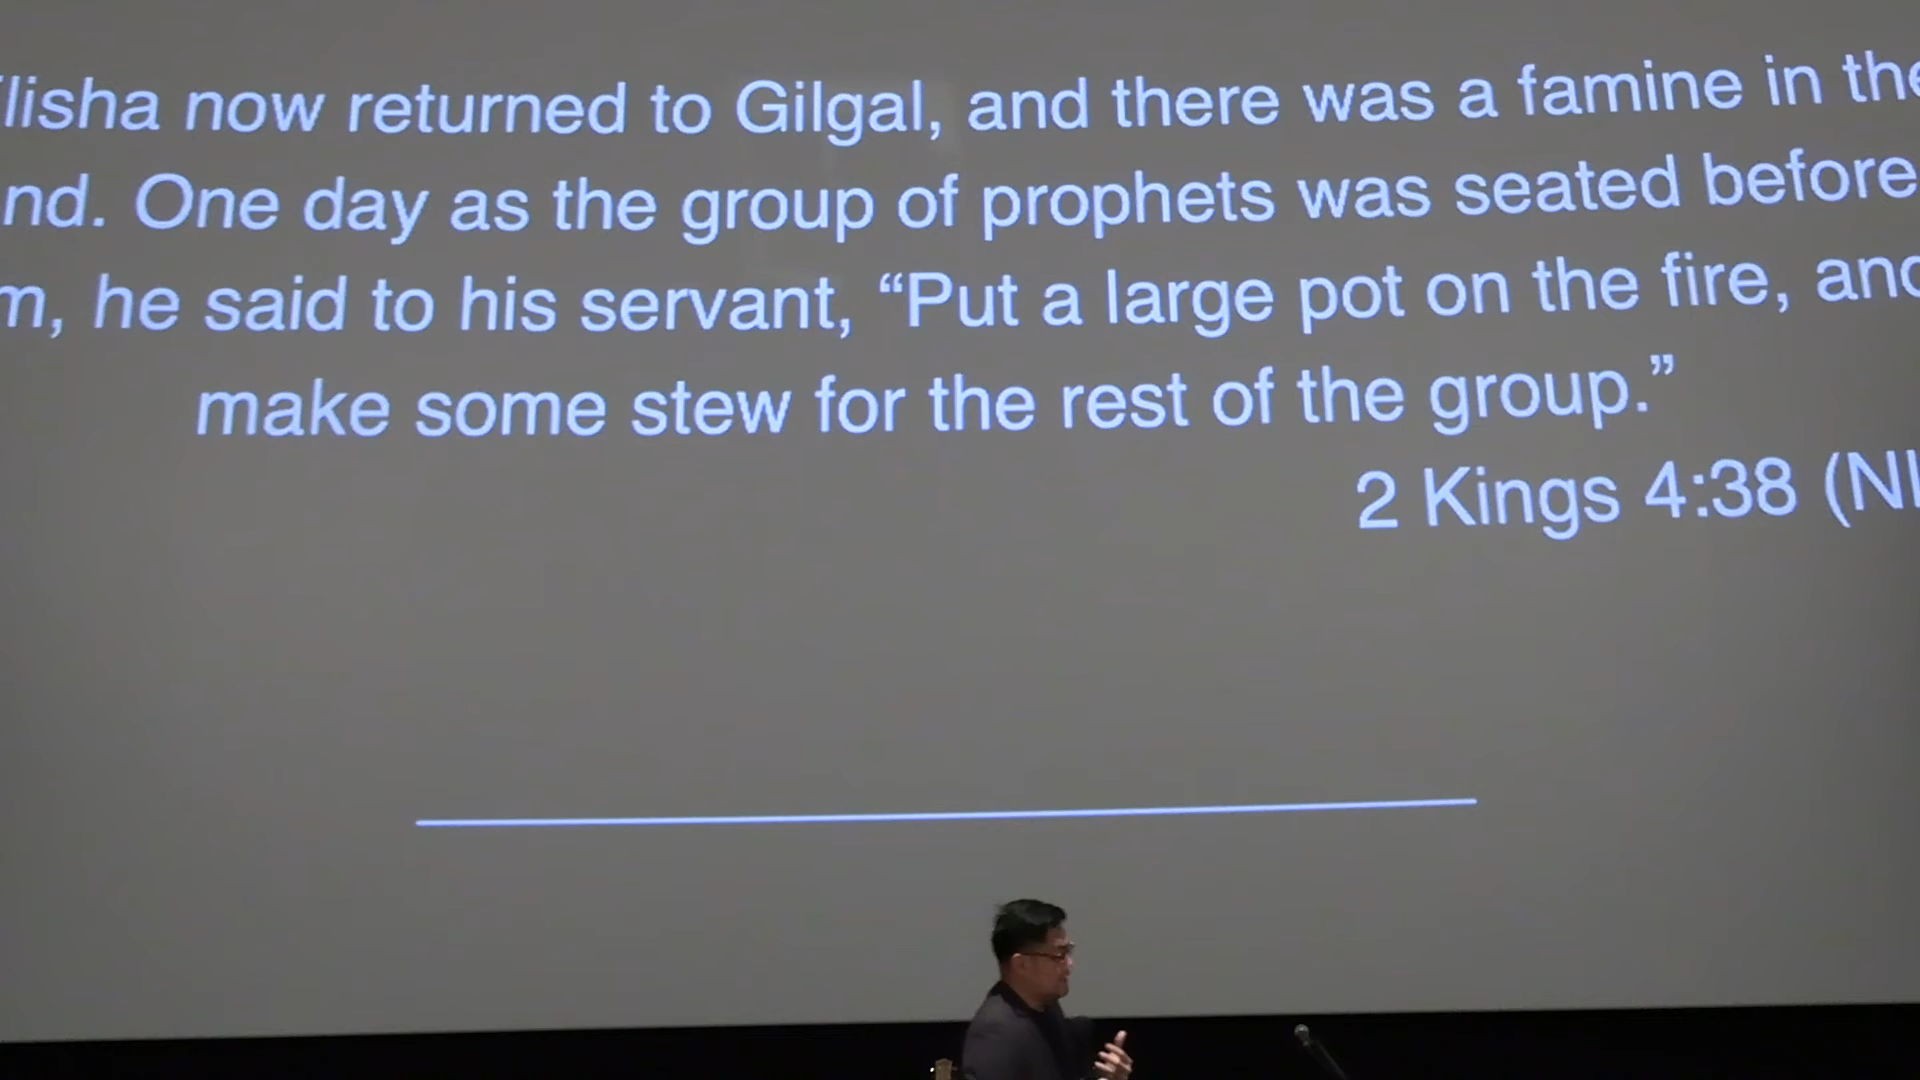 lisha now returned to Gilgal, and there was a famine in the
nd. One day as the group of prophets was seated before
m, he said to his servant, “Put a large pot on the fire, and
make some stew for the rest of the group.”
2 Kings 4:38 (NI